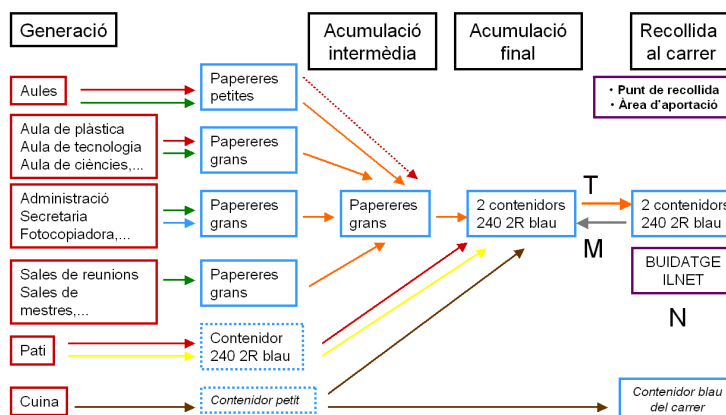 Generació
Acumulació
intermèdia
Acumulació
final
Recollida
al carrer
Aules
Papereres
petites
• Punt de recollida
• Àrea d'aportació
Aula de plàstica
Aula de tecnologia
Aula de ciències,...
Papereres
grans
Administració
Secretaria
Fotocopiadora,...
Papereres
grans
Papereres
grans
2 contenidors
240 2R blau
T
M
2 contenidors
240 2R blau
Sales de reunions
Sales de
mestres,...
Papereres
grans
BUIDATGE
ILNET
N
Pati
Contenidor
240 2R blau
Cuina
Contenidor petit
Contenidor blau
del carrer